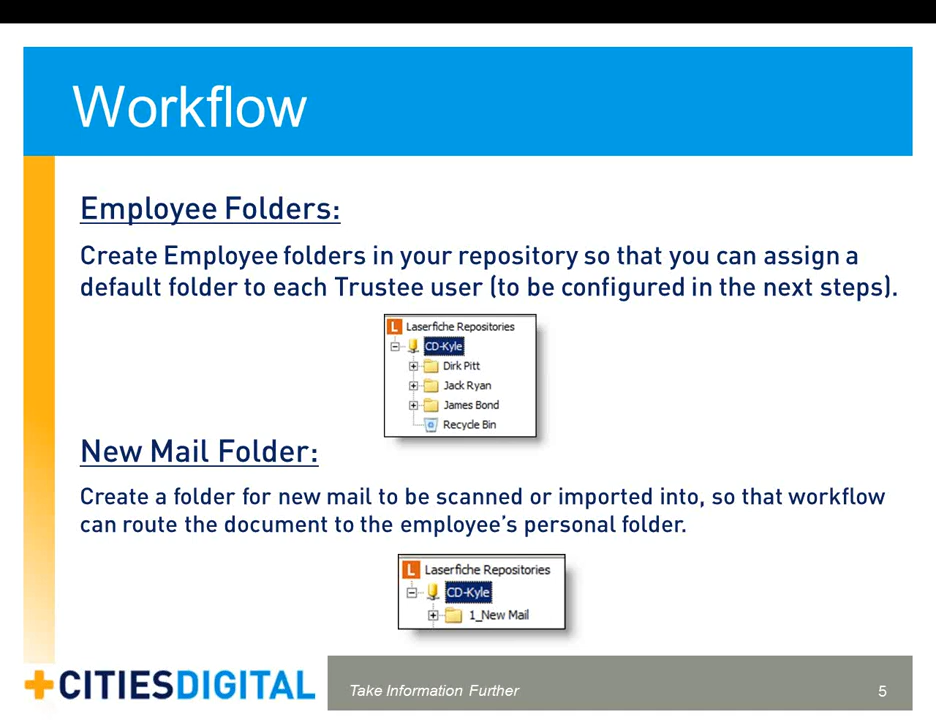 Workflow
Employee Folders:
Create Employee folders in your repository so that you can assign a
default folder to each Trustee user (to be configured in the next steps).
L Laserfiche Repositories
CD-Kyle
Dirk Pitt
Jack Ryan
James Bond
Recycle Bin
New Mail Folder:
Create a folder for new mail to be scanned or imported into, so that workflow
can route the document to the employee's personal folder.
L Laserfiche Repositories
CD-Kyle
1_New Mail
CITIESDIGITAL
Take Information Further
5